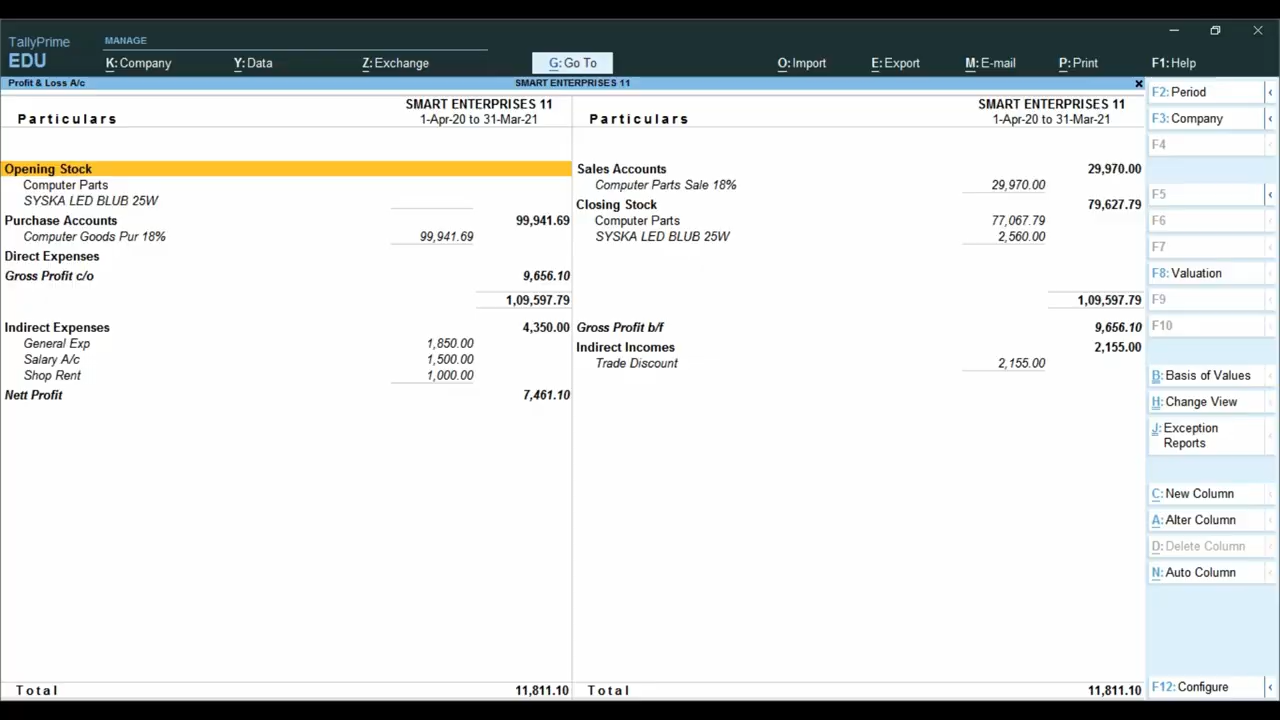 TallyPrime
EDU
MANAGE
K: Company
Y: Data
Z: Exchange
G: Go To
O: Import
E: Export
M: E-mail
P: Print
F1: Help
Profit & Loss A/c
SMART ENTERPRISES 11
Particulars
SMART ENTERPRISES 11
1-Apr-20 to 31-Mar-21
Opening Stock
Computer Parts
SYSKA LED BLUB 25W
Purchase Accounts 99,941.69
Computer Goods Pur 18% 99,941.69
Direct Expenses
Gross Profit c/o 9,656.10
1,09,597.79
Indirect Expenses 4,350.00
General Exp 1,850.00
Salary A/c 1,500.00
Shop Rent 1,000.00
Nett Profit 7,461.10
Total 11,811.10
Particulars
SMART ENTERPRISES 11
1-Apr-20 to 31-Mar-21
Sales Accounts 29,970.00
Computer Parts Sale 18% 29,970.00
Closing Stock 79,627.79
Computer Parts 77,067.79
SYSKA LED BLUB 25W 2,560.00
1,09,597.79
Gross Profit b/f 9,656.10
Indirect Incomes 2,155.00
Trade Discount 2,155.00
Total 11,811.10
F2: Period
F3: Company
F4
F5
F6
F7
F8: Valuation
F9
F10
B: Basis of Values
H: Change View
J: Exception
Reports
C: New Column
A: Alter Column
D: Delete Column
N: Auto Column
F12: Configure